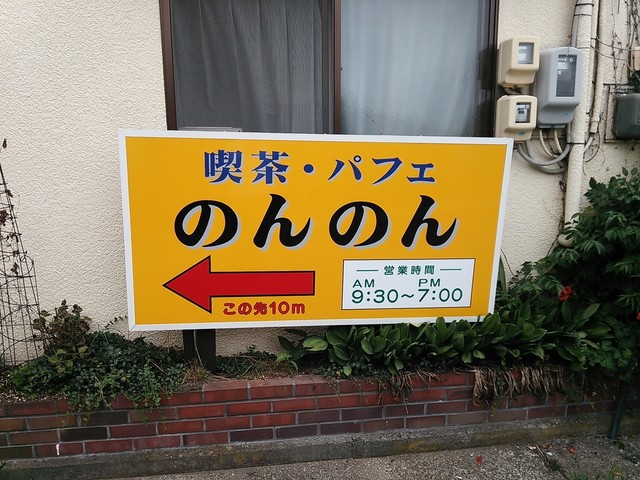 喫茶・パフェ
のんのん
営業時間
AM PM
9:30〜7:00
この先10m